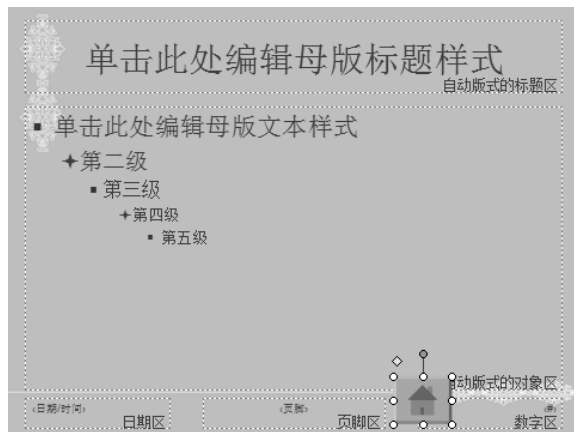 单击此处编辑母版标题样式
自动版式的标题区
单击此处编辑母版文本样式
第二级
第三级
第四级
第五级
动版式的对象区
‹日期/时间›
日期区
‹页脚›
页脚区
‹#›
数字区